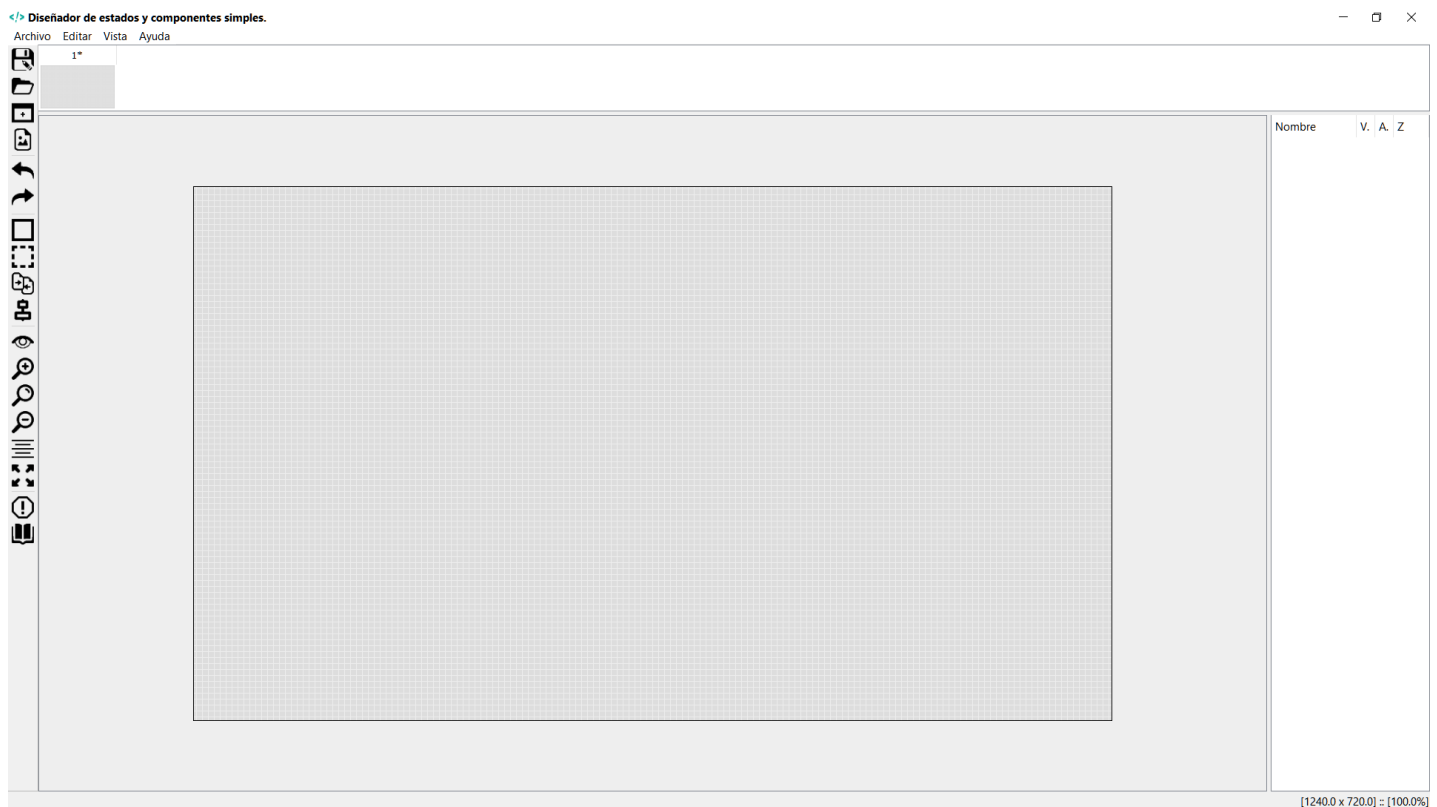 </> Diseñador de estados y componentes simples.
Archivo Editar Vista Ayuda
1*
Nombre V. A. Z
[1240.0 x 720.0] :: [100.0%]